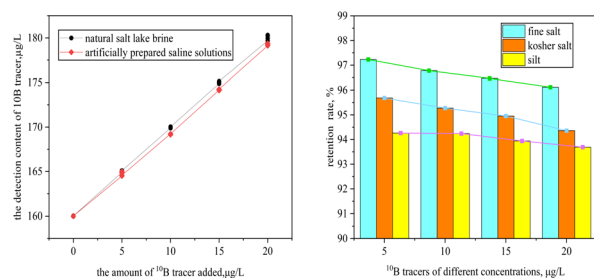 the detection content of 10B tracer,μg/L
180
175
170
165
160
natural salt lake brine
artificially prepared saline solutions
0
5
10
15
20
the amount of ¹⁰B tracer added,μg/L
retention rate, %
98
97
96
95
94
93
92
91
90
fine salt
kosher salt
silt
5
10
15
20
¹⁰B tracers of different concentrations, μg/L